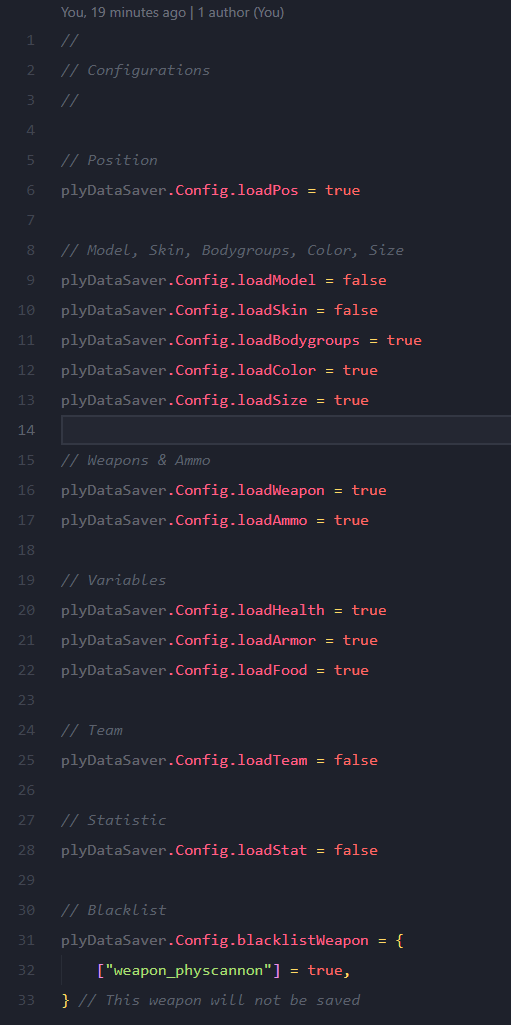 You, 19 minutes ago | 1 author (You)
1 //
2 // Configurations
3 //
4
5 // Position
6 plyDataSaver.Config.loadPos = true
7
8 // Model, Skin, Bodygroups, Color, Size
9 plyDataSaver.Config.loadModel = false
10 plyDataSaver.Config.loadSkin = false
11 plyDataSaver.Config.loadBodygroups = true
12 plyDataSaver.Config.loadColor = true
13 plyDataSaver.Config.loadSize = true
14
15 // Weapons & Ammo
16 plyDataSaver.Config.loadWeapon = true
17 plyDataSaver.Config.loadAmmo = true
18
19 // Variables
20 plyDataSaver.Config.loadHealth = true
21 plyDataSaver.Config.loadArmor = true
22 plyDataSaver.Config.loadFood = true
23
24 // Team
25 plyDataSaver.Config.loadTeam = false
26
27 // Statistic
28 plyDataSaver.Config.loadStat = false
29
30 // Blacklist
31 plyDataSaver.Config.blacklistWeapon = {
32     ["weapon_physcannon"] = true,
33 } // This weapon will not be saved